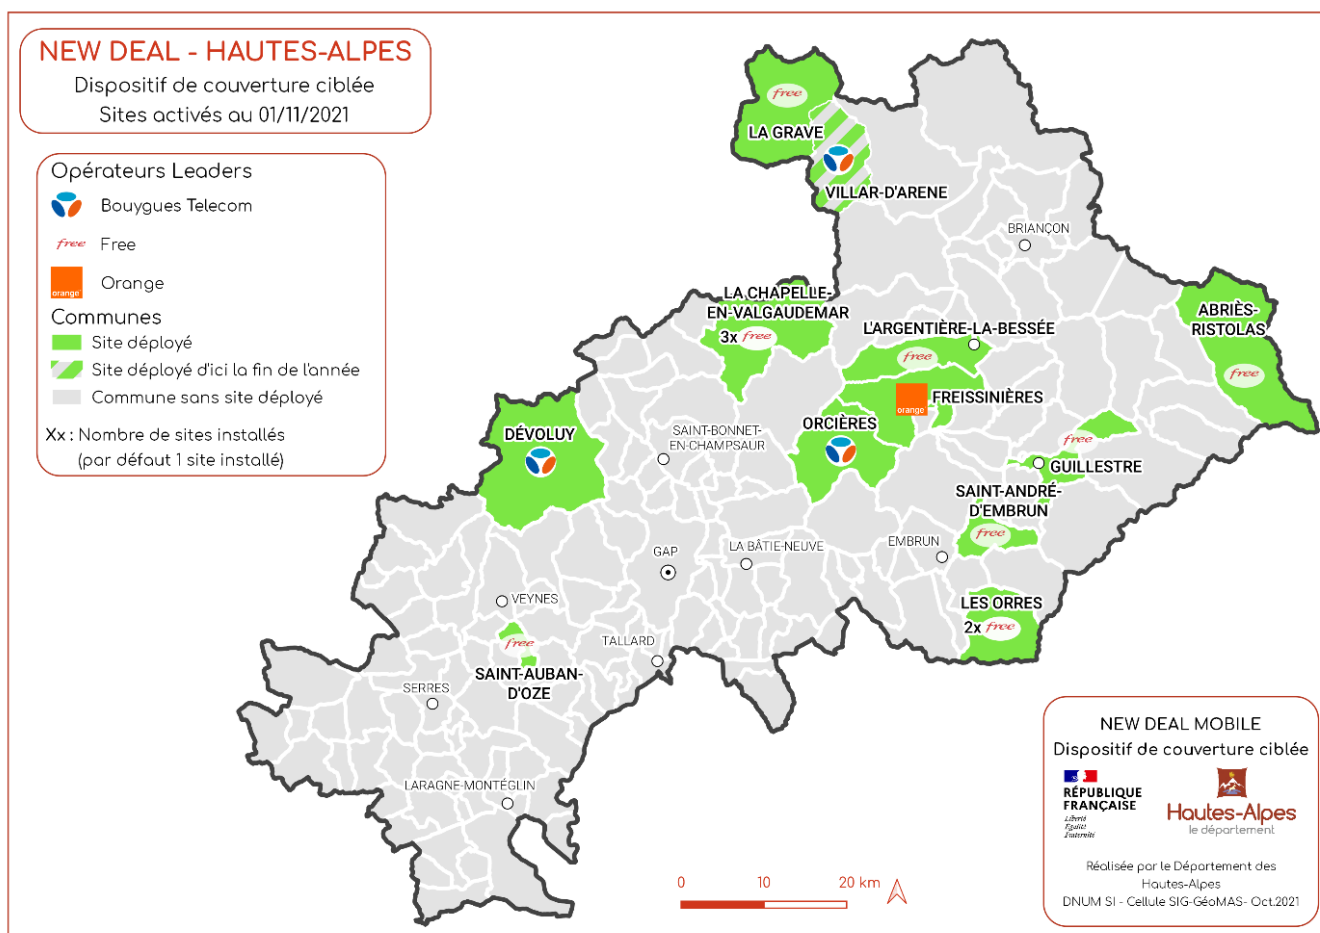 NEW DEAL - HAUTES-ALPES
Dispositif de couverture ciblée
Sites activés au 01/11/2021
Opérateurs Leaders
Bouygues Telecom
free Free
orange Orange
Communes
Site déployé
Site déployé d'ici la fin de l'année
Commune sans site déployé
Xx : Nombre de sites installés
(par défaut 1 site installé)
free
LA GRAVE
VILLAR-D'ARENE
BRIANÇON
LA CHAPELLE-
EN-VALGAUDEMAR
3x free
L'ARGENTIÈRE-LA-BESSÉE
free
ABRIÈS-
RISTOLAS
free
orange
FREISSINIÈRES
ORCIÈRES
DÉVOLUY
SAINT-BONNET-
EN-CHAMPSAUR
free
GUILLESTRE
SAINT-ANDRÉ-
D'EMBRUN
free
EMBRUN
GAP
LA BÂTIE-NEUVE
VEYNES
LES ORRES
2x free
free
TALLARD
SAINT-AUBAN-
D'OZE
SERRES
LARAGNE-MONTÉGLIN
0 10 20 km
NEW DEAL MOBILE
Dispositif de couverture ciblée
RÉPUBLIQUE
FRANÇAISE
Liberté
Égalité
Fraternité
Hautes-Alpes
le département
Réalisée par le Département des
Hautes-Alpes
DNUM SI - Cellule SIG-GéoMAS- Oct.2021